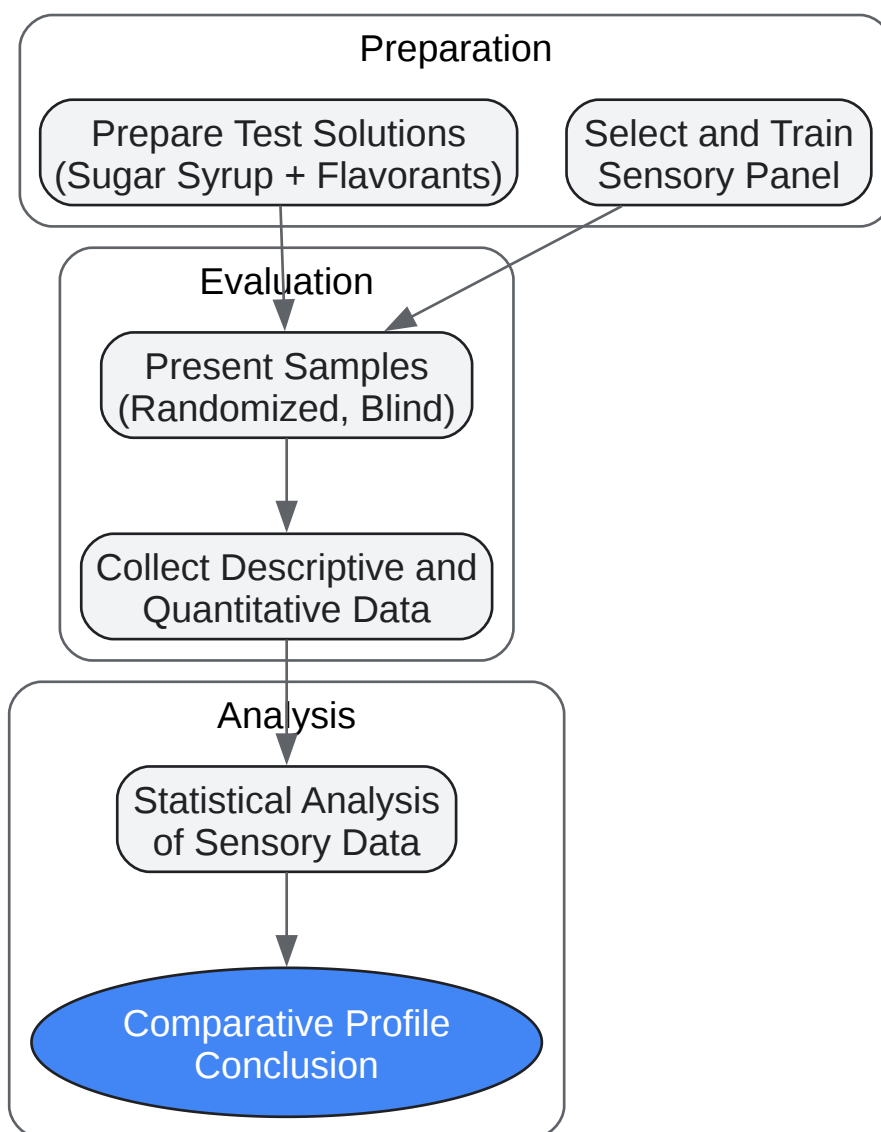 Preparation
Prepare Test Solutions
(Sugar Syrup + Flavorants)
Select and Train
Sensory Panel
Evaluation
Present Samples
(Randomized, Blind)
Collect Descriptive and
Quantitative Data
Analysis
Statistical Analysis
of Sensory Data
Comparative Profile
Conclusion